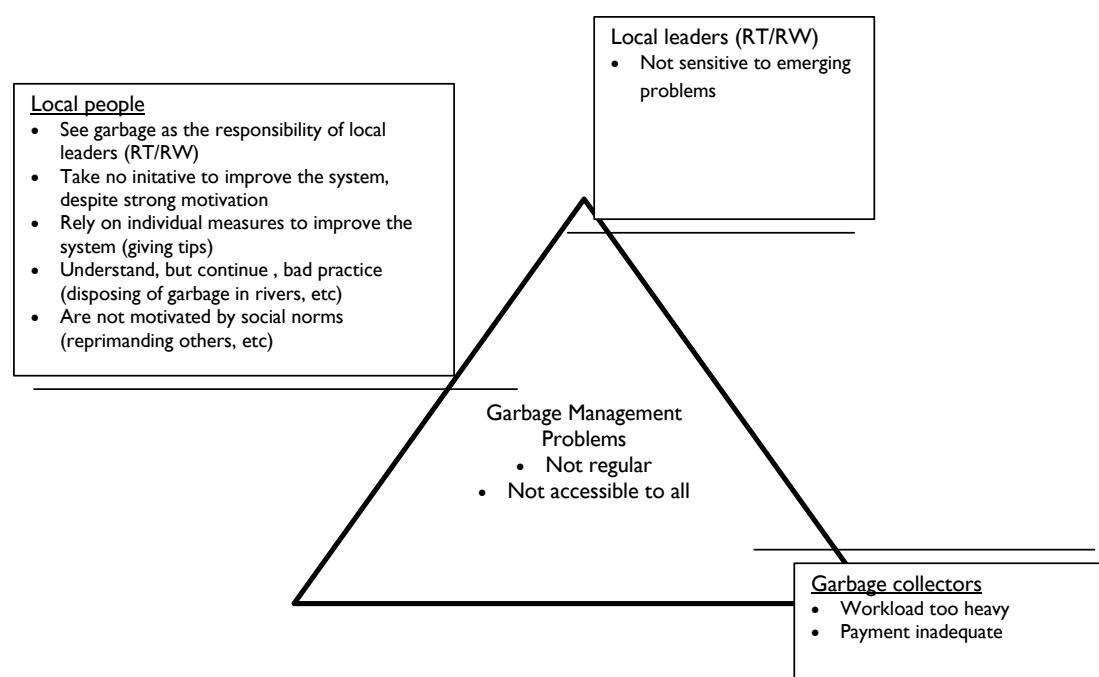 Local leaders (RT/RW)
• Not sensitive to emerging
problems
Local people
• See garbage as the responsibility of local
leaders (RT/RW)
• Take no initative to improve the system,
despite strong motivation
• Rely on individual measures to improve the
system (giving tips)
• Understand, but continue , bad practice
(disposing of garbage in rivers, etc)
• Are not motivated by social norms
(reprimanding others, etc)
Garbage Management
Problems
• Not regular
• Not accessible to all
Garbage collectors
• Workload too heavy
• Payment inadequate